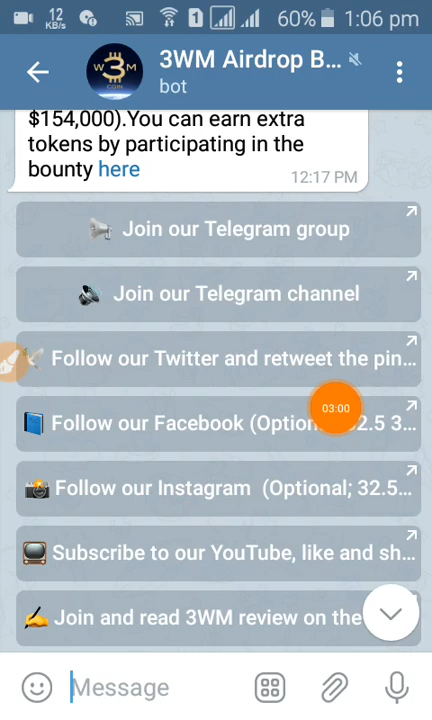 12 KB/s 1 60% 1:06 pm
3WM Airdrop B...
bot
W3M
COIN
$154,000).You can earn extra
tokens by participating in the
bounty here
12:17 PM
Join our Telegram group
Join our Telegram channel
Follow our Twitter and retweet the pin...
03:00
Follow our Facebook (Option 2.5 3...
Follow our Instagram (Optional; 32.5...
Subscribe to our YouTube, like and sh...
Join and read 3WM review on the
Message